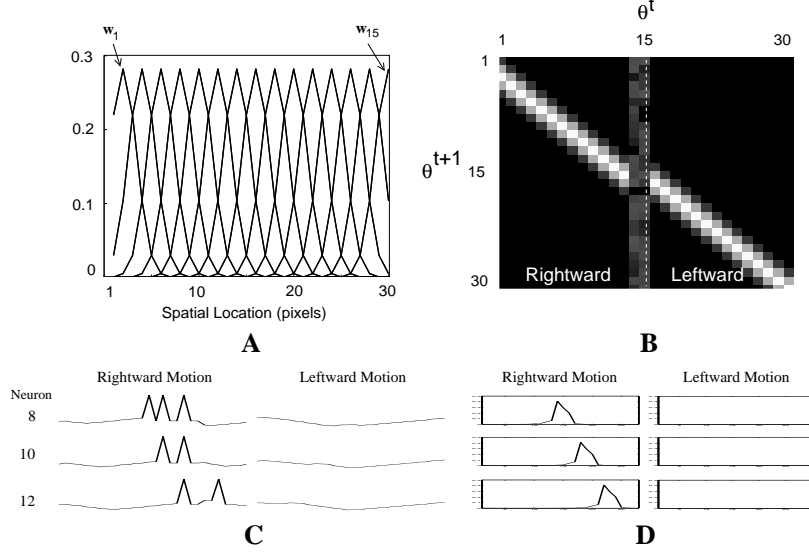 w1
w15
0.3
0.2
0.1
0
1
10
20
30
Spatial Location (pixels)
A
θt
1
15
30
1
θt+1
15
30
Rightward
Leftward
B
Rightward Motion
Leftward Motion
Neuron
8
10
12
C
Rightward Motion
Leftward Motion
D